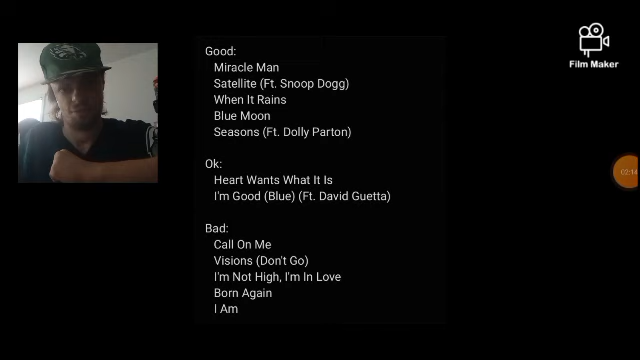 Good:
Miracle Man
Satellite (Ft. Snoop Dogg)
When It Rains
Blue Moon
Seasons (Ft. Dolly Parton)
Ok:
Heart Wants What It Is
I'm Good (Blue) (Ft. David Guetta)
Bad:
Call On Me
Visions (Don't Go)
I'm Not High, I'm In Love
Born Again
I Am
Film Maker
02:14